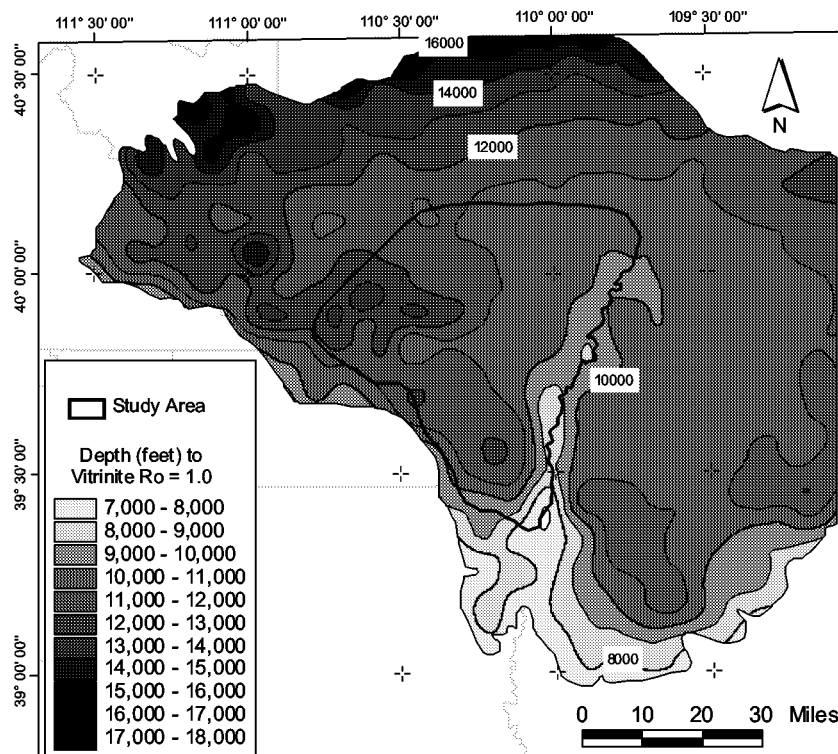 111° 30' 00" 111° 00' 00" 110° 30' 00" 110° 00' 00" 109° 30' 00"
40° 30' 00"
40° 00' 00"
39° 30' 00"
39° 00' 00"
16000
14000
12000
10000
8000
N
Study Area
Depth (feet) to
Vitrinite Ro = 1.0
7,000 - 8,000
8,000 - 9,000
9,000 - 10,000
10,000 - 11,000
11,000 - 12,000
12,000 - 13,000
13,000 - 14,000
14,000 - 15,000
15,000 - 16,000
16,000 - 17,000
17,000 - 18,000
0 10 20 30 Miles